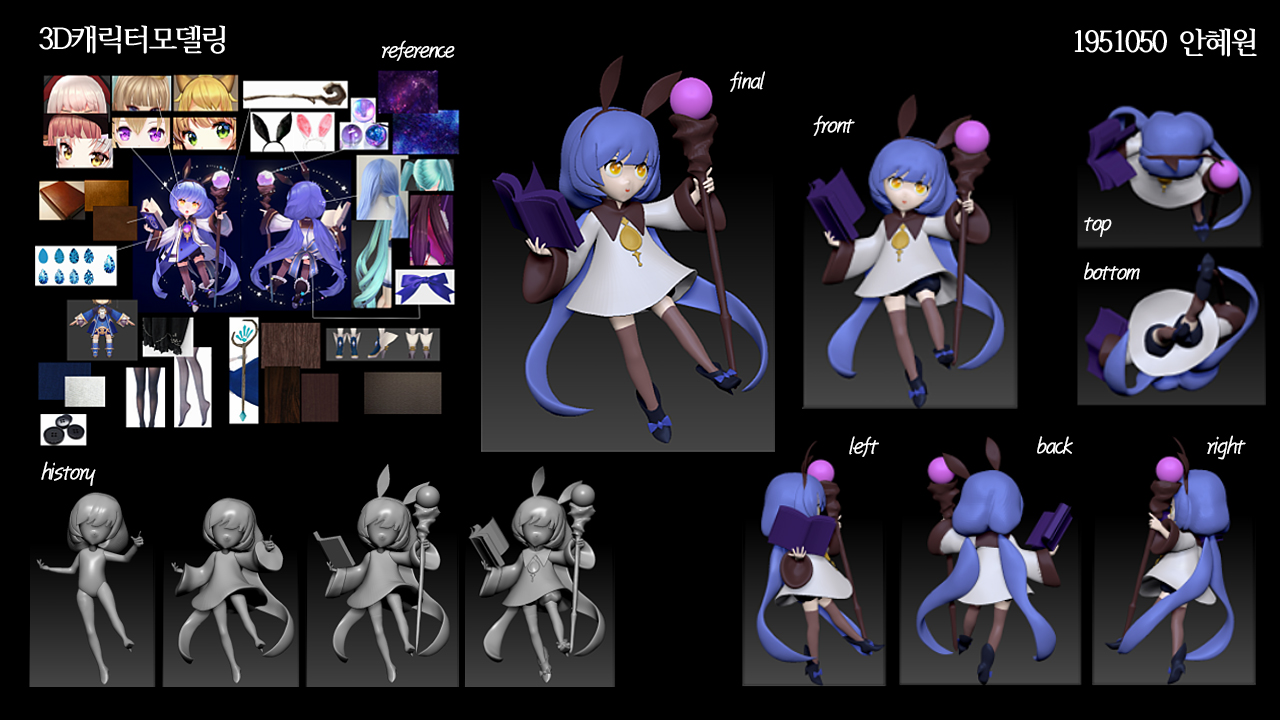 3D캐릭터모델링
1951050 안혜원
reference
final
front
top
bottom
history
left
back
right